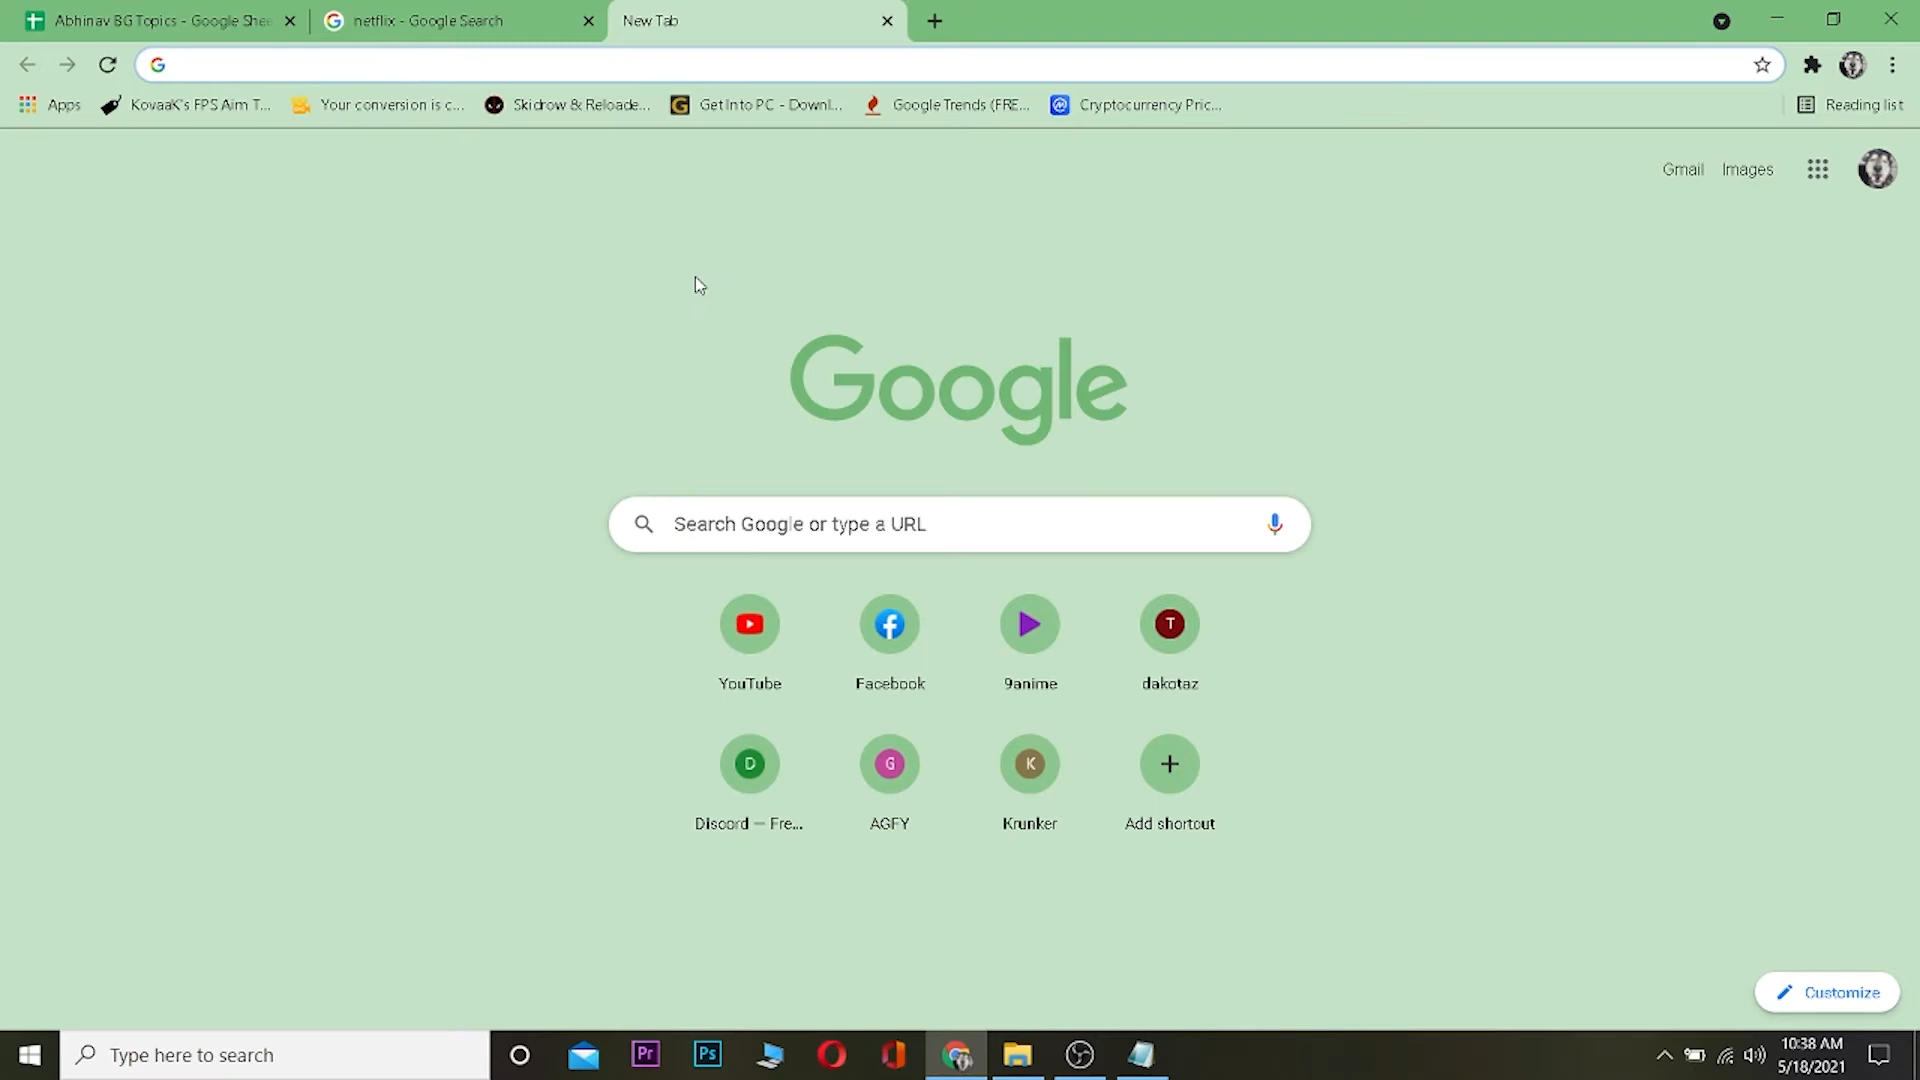 Abhinav BG Topics - Google Shee
netflix - Google Search
New Tab
Apps
KovaaK's FPS Aim T...
Your conversion is c...
Skidrow & Reloade...
Get Into PC - Downl...
Google Trends (FRE...
Cryptocurrency Pric...
Reading list
Gmail
Images
Google
Search Google or type a URL
YouTube
Facebook
9anime
T
dakotaz
D
Discord — Fre...
G
AGFY
K
Krunker
Add shortcut
Customize
Type here to search
Pr
Ps
10:38 AM
5/18/2021